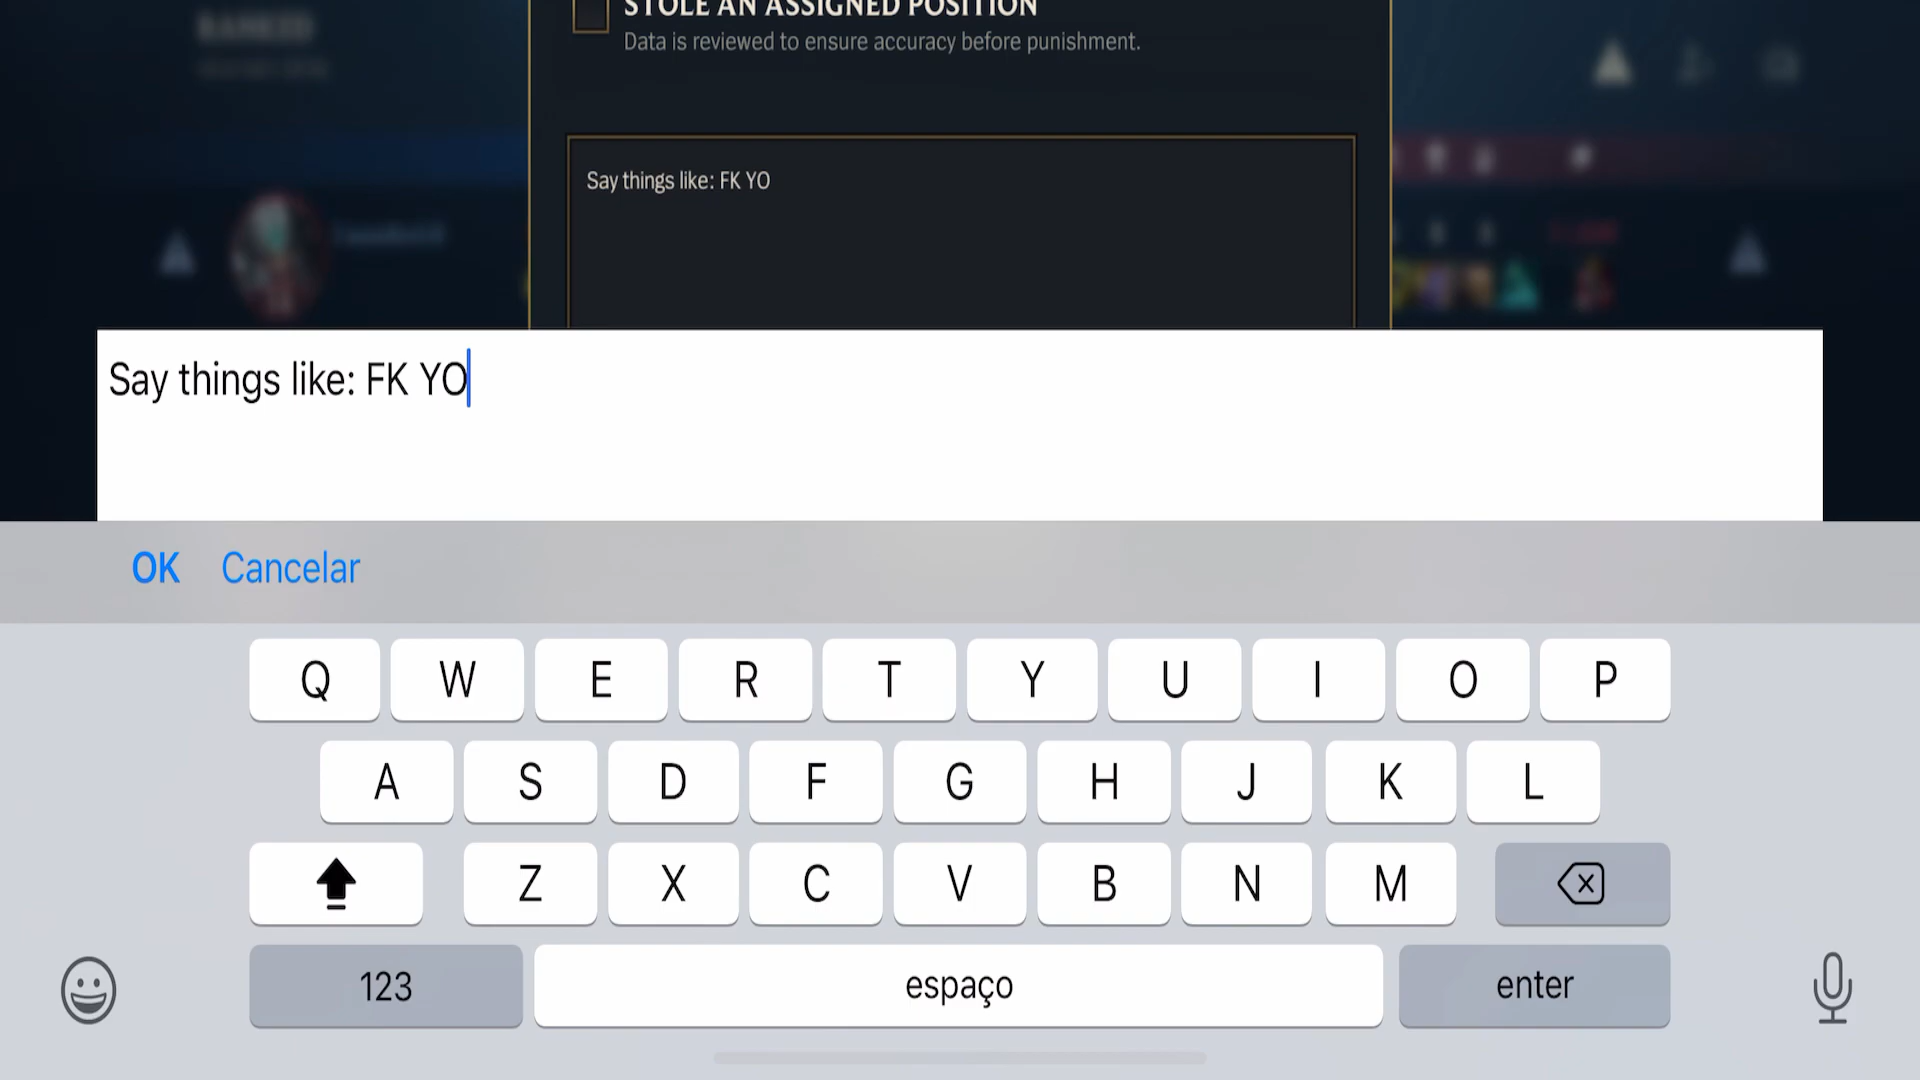 RANKED
STOLE AN ASSIGNED POSITION
Data is reviewed to ensure accuracy before punishment.
Say things like: FK YO
Say things like: FK YO
OK Cancelar
Q W E R T Y U I O P
A S D F G H J K L
Z X C V B N M
123 espaço enter